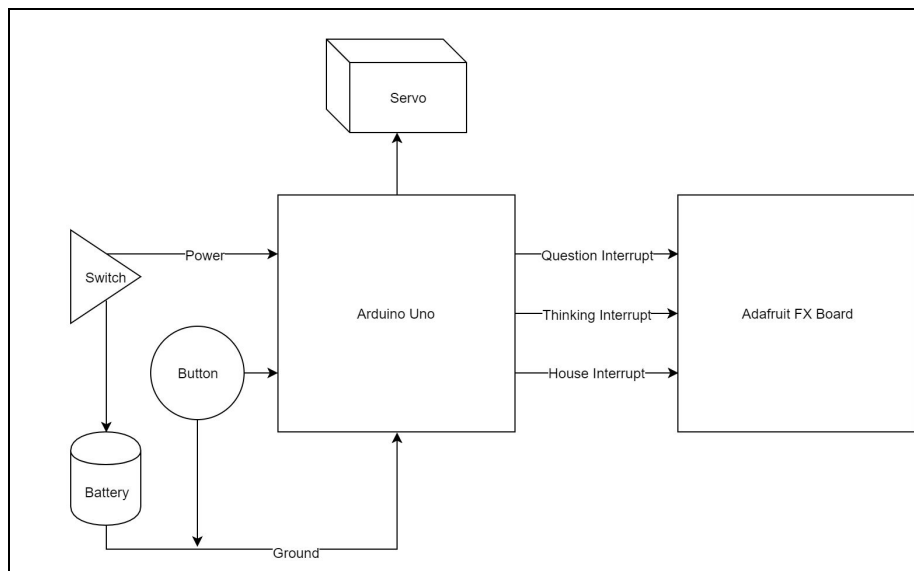 Servo
Power
Question Interrupt
Switch
Arduino Uno
Thinking Interrupt
Adafruit FX Board
Button
House Interrupt
Battery
Ground